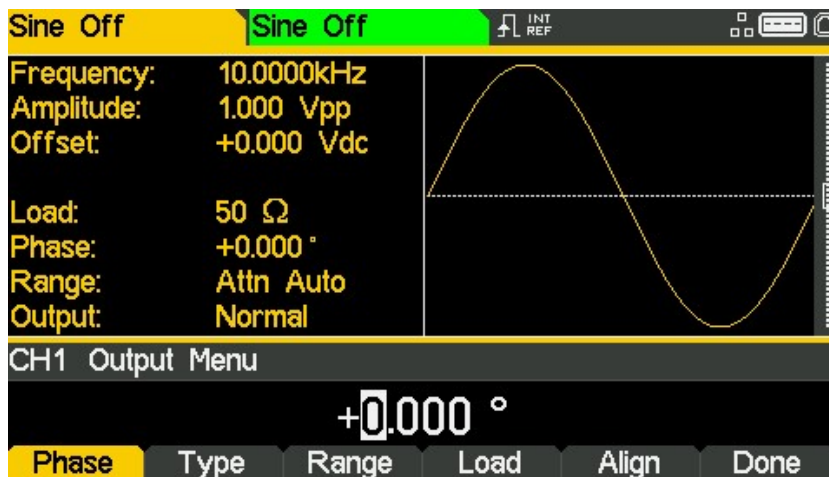 Sine Off
Sine Off
INT
REF
Frequency: 10.0000kHz
Amplitude: 1.000 Vpp
Offset: +0.000 Vdc
Load: 50 Ω
Phase: +0.000 °
Range: Attn Auto
Output: Normal
CH1 Output Menu
+0.000 °
Phase Type Range Load Align Done